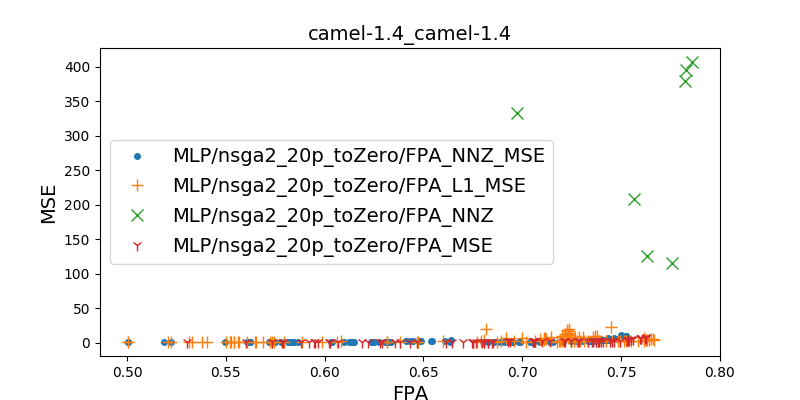 camel-1.4_camel-1.4
400
350
300
250
200
150
100
50
0
MSE
MLP/nsga2_20p_toZero/FPA_NNZ_MSE
MLP/nsga2_20p_toZero/FPA_L1_MSE
MLP/nsga2_20p_toZero/FPA_NNZ
MLP/nsga2_20p_toZero/FPA_MSE
0.50 0.55 0.60 0.65 0.70 0.75 0.80
FPA